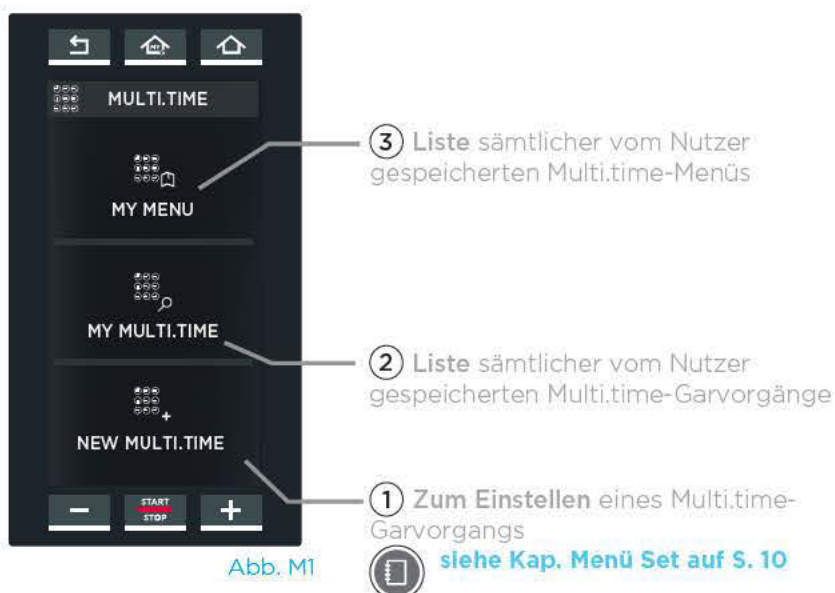 MY
MULTI.TIME
MY MENU
MY MULTI.TIME
NEW MULTI.TIME
START
STOP
Abb. M1
3 Liste sämtlicher vom Nutzer
gespeicherten Multi.time-Menüs
2 Liste sämtlicher vom Nutzer
gespeicherten Multi.time-Garvorgänge
1 Zum Einstellen eines Multi.time-
Garvorgangs
siehe Kap. Menü Set auf S. 10